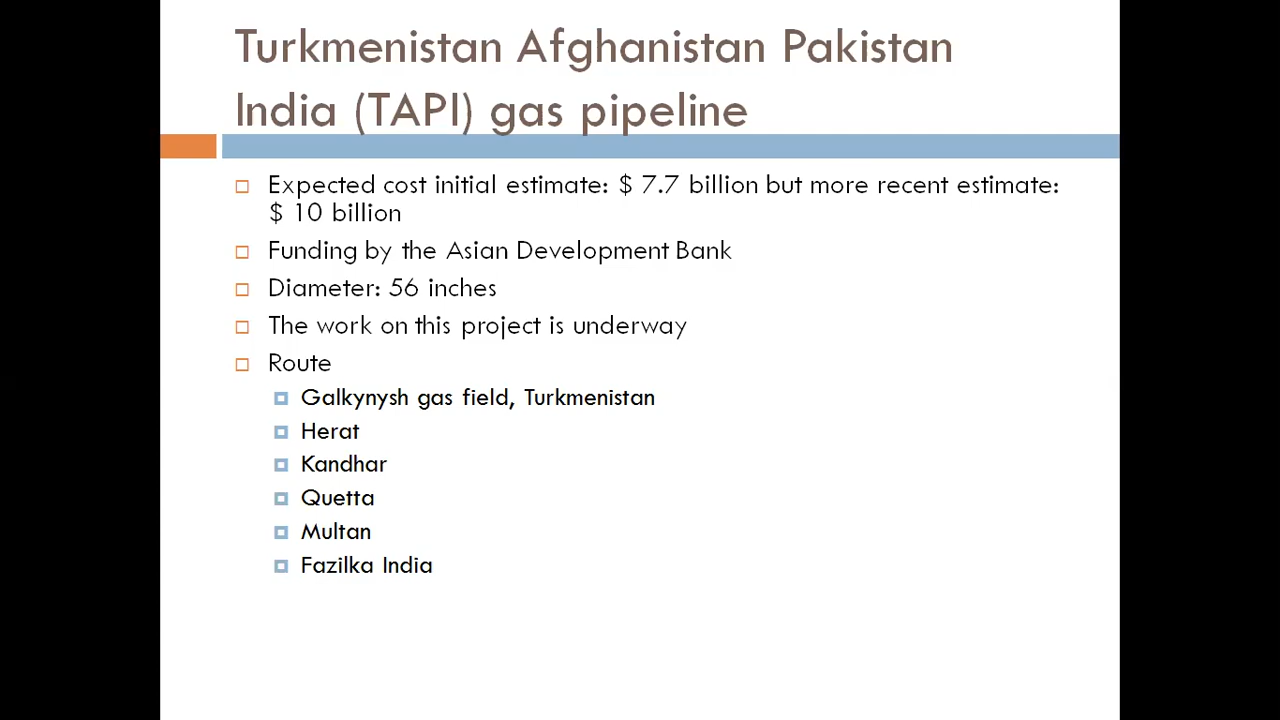 Turkmenistan Afghanistan Pakistan
India (TAPI) gas pipeline
Expected cost initial estimate: $ 7.7 billion but more recent estimate:
$ 10 billion
Funding by the Asian Development Bank
Diameter: 56 inches
The work on this project is underway
Route
Galkynysh gas field, Turkmenistan
Herat
Kandhar
Quetta
Multan
Fazilka India